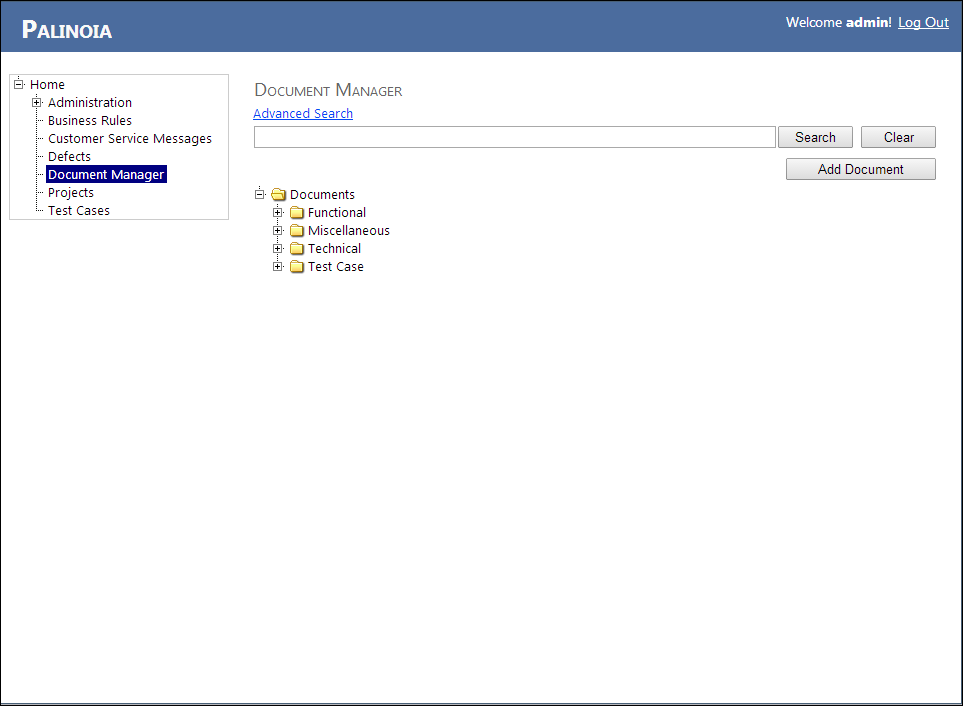 PALINOIA
Welcome admin! Log Out
Home
Administration
Business Rules
Customer Service Messages
Defects
Document Manager
Projects
Test Cases
DOCUMENT MANAGER
Advanced Search
Search Clear
Add Document
Documents
Functional
Miscellaneous
Technical
Test Case